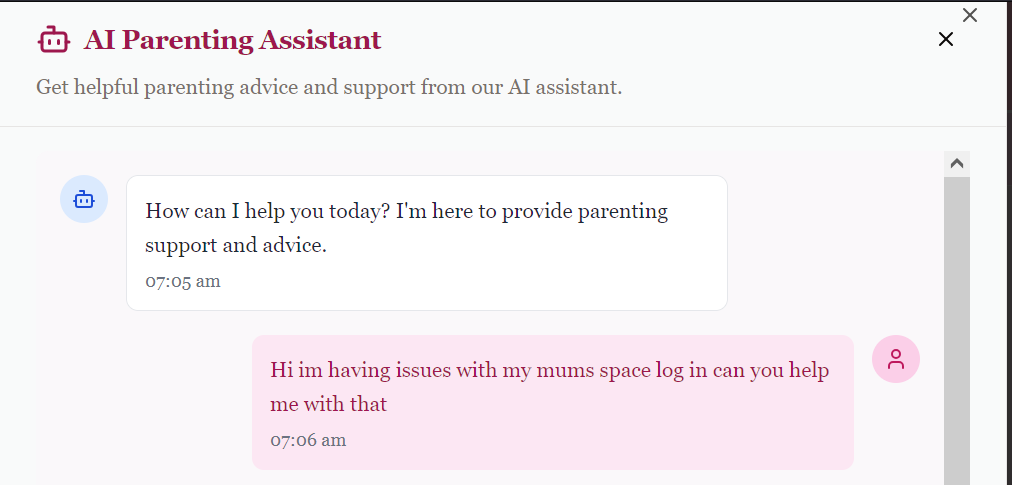 AI Parenting Assistant
Get helpful parenting advice and support from our AI assistant.
How can I help you today? I'm here to provide parenting
support and advice.
07:05 am
Hi im having issues with my mums space log in can you help
me with that
07:06 am